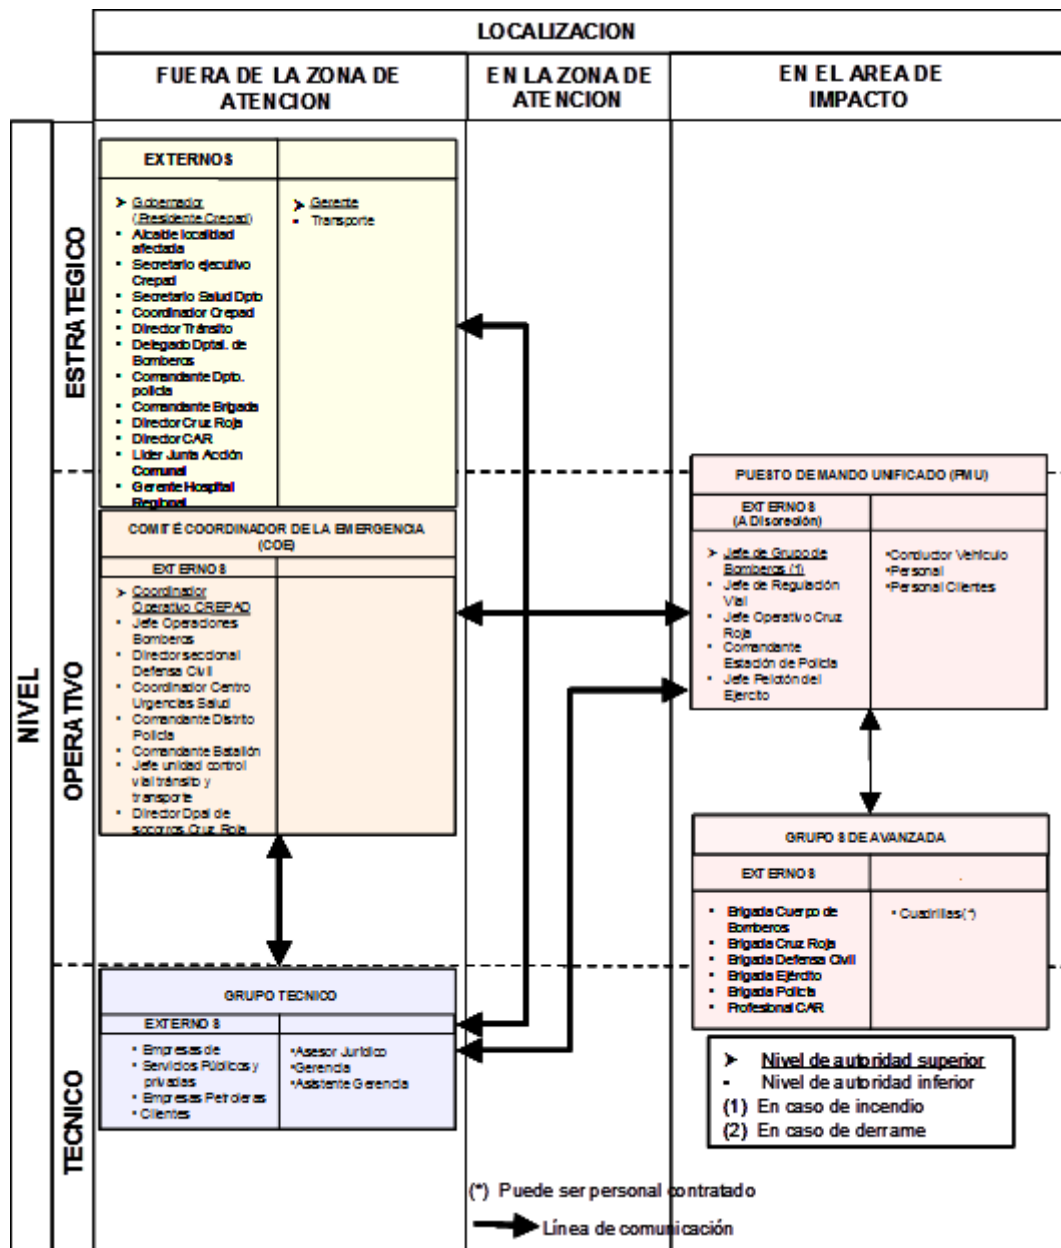 LOCALIZACION
FUERA DE LA ZONA DE
ATENCION
EN LA ZONA DE
ATENCION
EN EL AREA DE
IMPACTO
NIVEL
ESTRATEGICO
EXTERNOS
➤ Gobernador
(Presidente Crepad)
• Alcalde localidad
afectada
• Secretario ejecutivo
Crepad
• Secretario Salud Dpto
• Coordinador Crepad
• Director Tránsito
• Delegado Dptal. de
Bomberos
• Comandante Dpto.
policia
• Comandante Brigada
• Director Cruz Roja
• Director CAR
• Lider Junta Acción
Comunal
• Gerente Hospital
Regional
➤ Gerente
• Transporte
OPERATIVO
COMITÉ COORDINADOR DE LA EMERGENCIA
(COE)
EXTERNOS
➤ Coordinador
Operativo CREPAD
• Jefe Operaciones
Bomberos
• Director seccional
Defensa Civil
• Coordinador Centro
Urgencias Salud
• Comandante Distrito
Policia
• Comandante Batallón
• Jefe unidad control
vial tránsito y
transporte
• Director Dpal de
socorros Cruz Roja
PUESTO DE MANDO UNIFICADO (PMU)
EXTERNOS
(A Discreción)
➤ Jefe de Grupo de
Bomberos (1)
• Jefe de Regulación
Vial
• Jefe Operativo Cruz
Roja
• Comandante
Estación de Policia
• Jefe Pelotón del
Ejercito
•Conductor Vehículo
•Personal
•Personal Clientes
GRUPOS DE AVANZADA
EXTERNOS
• Brigada Cuerpo de
Bomberos
• Brigada Cruz Roja
• Brigada Defensa Civil
• Brigada Ejército
• Brigada Policía
• Profesional CAR
• Cuadrillas(*)
TECNICO
GRUPO TECNICO
EXTERNOS
• Empresas de
• Servicios Públicos y
privadas
• Empresas Petroleras
• Clientes
•Asesor Jurídico
•Gerencia
•Asistente Gerencia
➤ Nivel de autoridad superior
- Nivel de autoridad inferior
(1) En caso de incendio
(2) En caso de derrame
(*) Puede ser personal contratado
Línea de comunicación